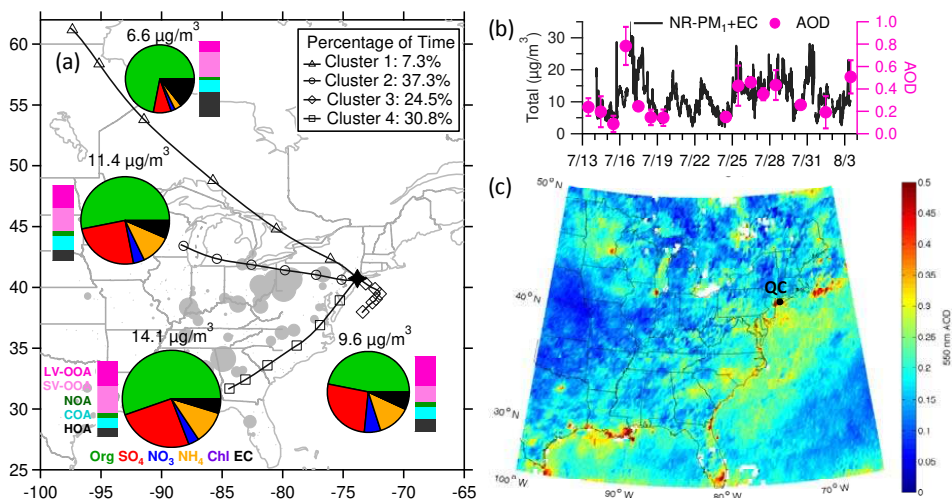 (a)
6.6 µg/m³
11.4 µg/m³
14.1 µg/m³
9.6 µg/m³
Percentage of Time
Cluster 1: 7.3%
Cluster 2: 37.3%
Cluster 3: 24.5%
Cluster 4: 30.8%
LV-OOA
SV-OOA
NOA
COA
HOA
Org SO₄ NO₃ NH₄ Chl EC
60
55
50
45
40
35
30
25
-100 -95 -90 -85 -80 -75 -70 -65
(b)
NR-PM₁+EC AOD
Total (µg/m³)
30
20
10
0
1.0
0.8
0.6
0.4
0.2
0.0
AOD
7/13 7/16 7/19 7/22 7/25 7/28 7/31 8/3
(c)
50°N
40°N
30°N
100°W
90°W
80°W
70°W
QC
0.5
0.45
0.4
0.35
0.3
0.25
0.2
0.15
0.1
0.05
0
550 nm AOD